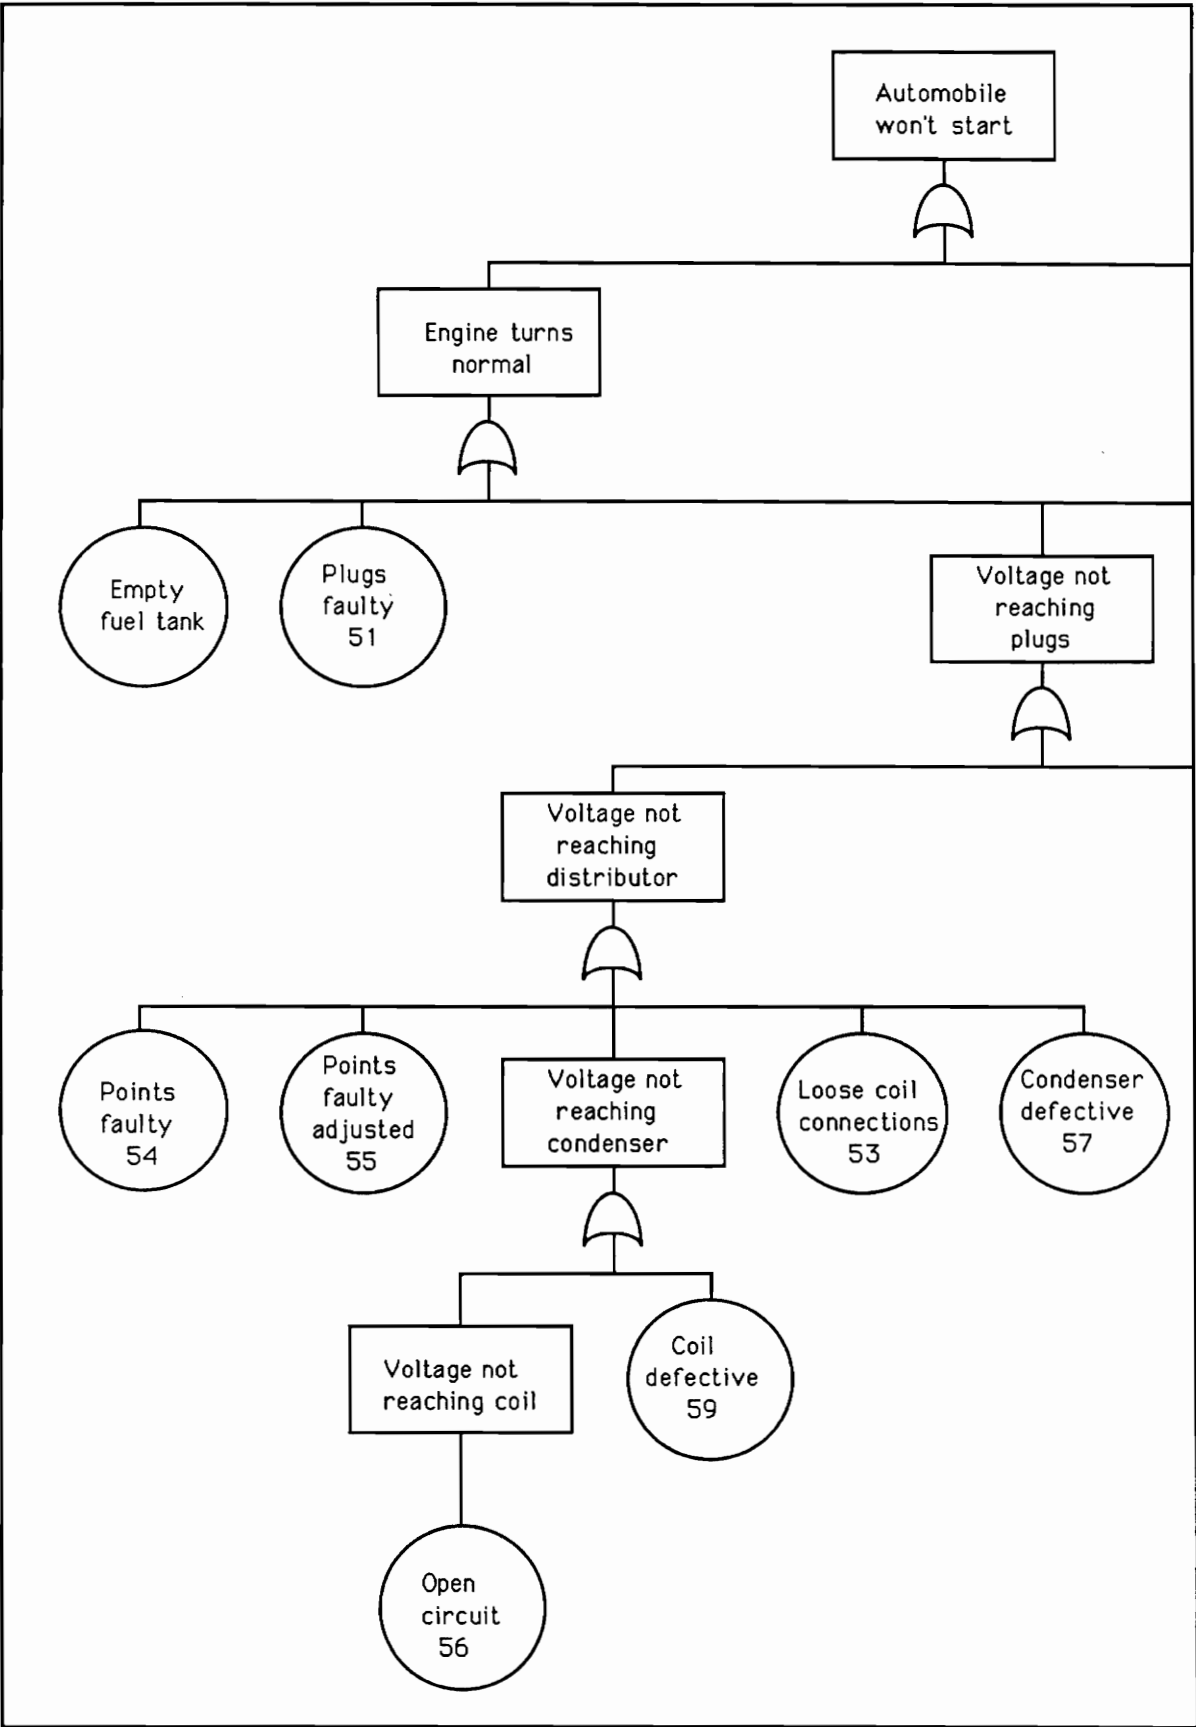 Automobile
won't start
Engine turns
normal
Empty
fuel tank
Plugs
faulty
51
Voltage not
reaching
plugs
Voltage not
reaching
distributor
Points
faulty
54
Points
faulty
adjusted
55
Voltage not
reaching
condenser
Loose coil
connections
53
Condenser
defective
57
Voltage not
reaching coil
Coil
defective
59
Open
circuit
56